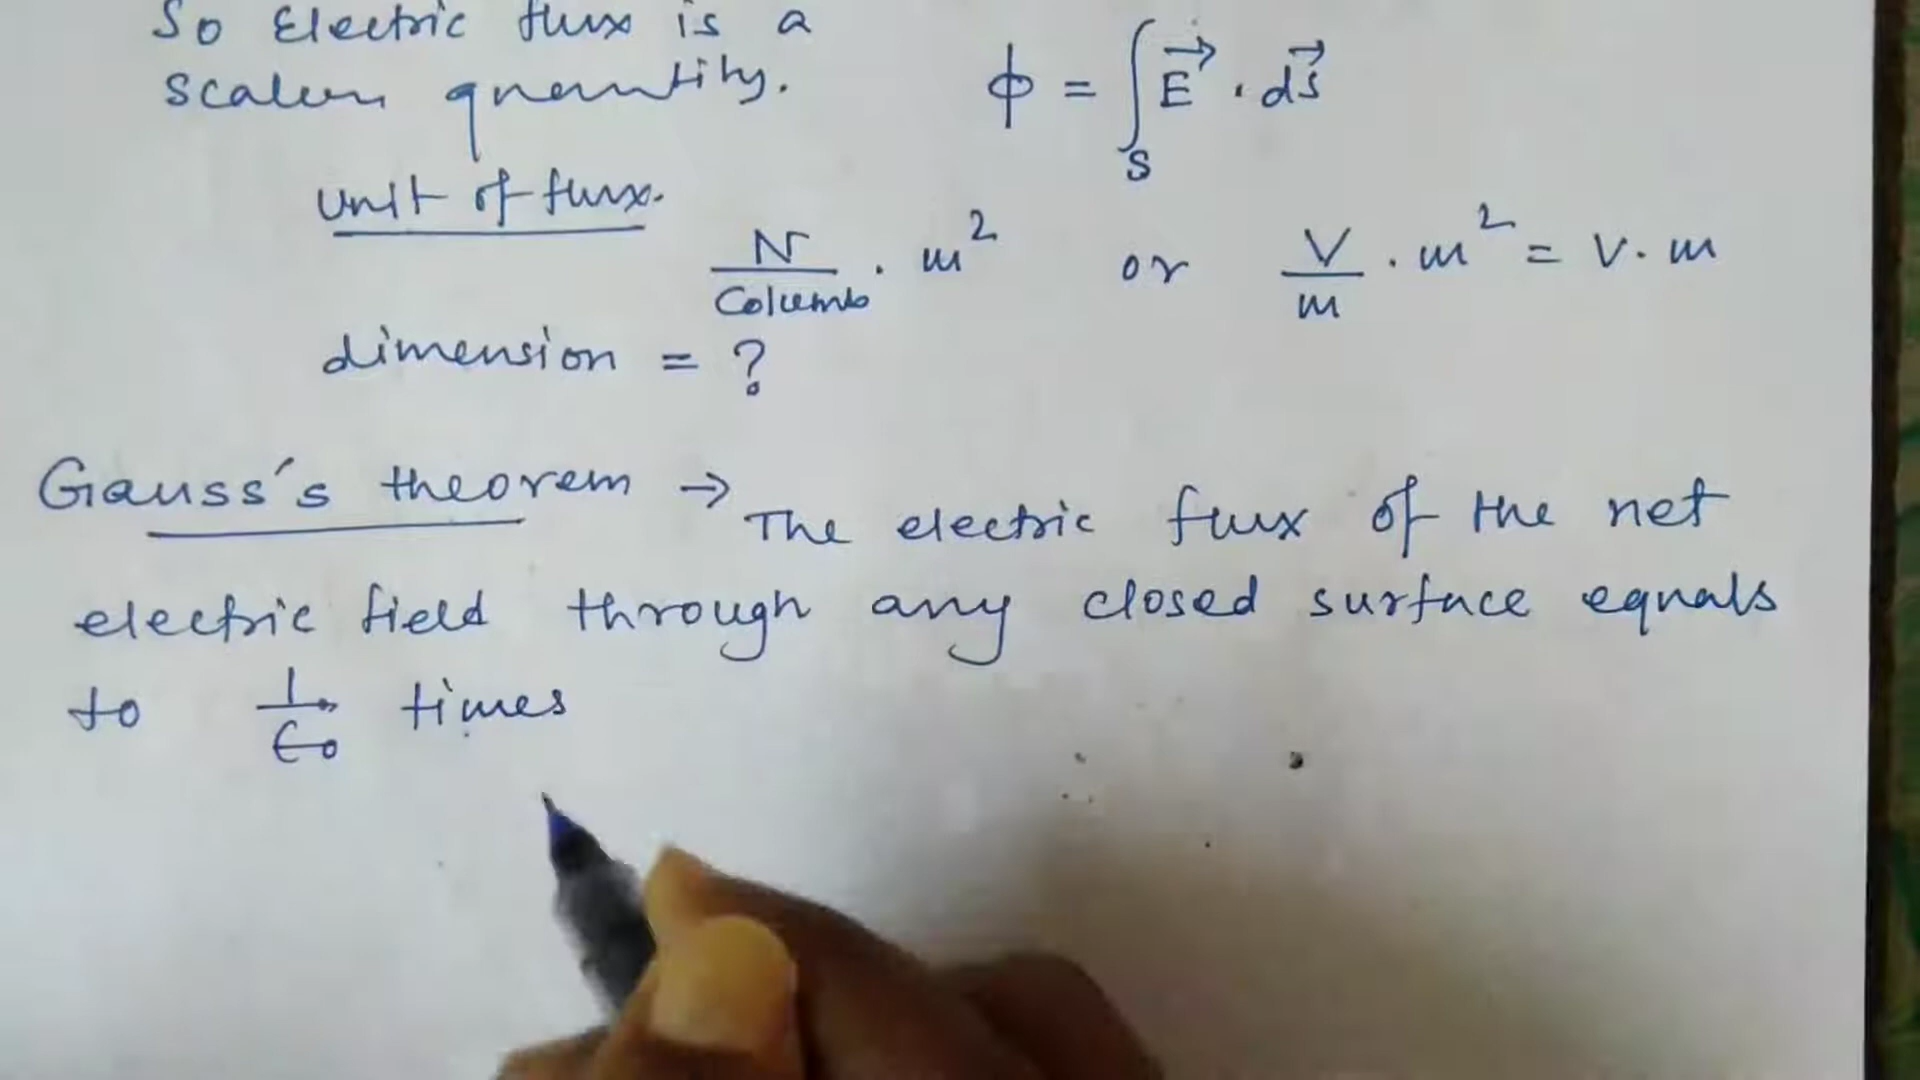 So Electric flux is a
scalar quantity.
ϕ = ∫_S E⃗ . ds⃗
unit of flux.
N/Columb . m² or V/m . m² = V. m
dimension = ?
Gauss's theorem → The electric flux of the net
electric field through any closed surface equals
to 1/ϵ₀ times